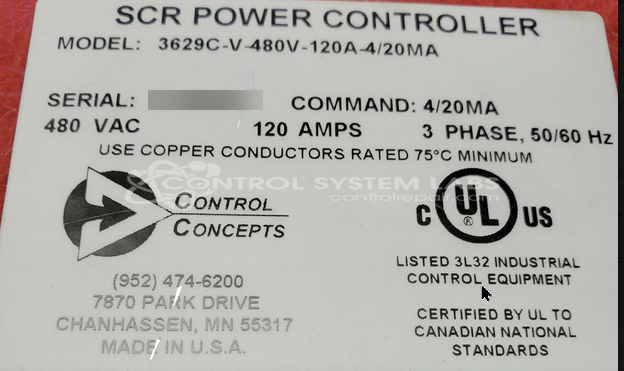 SCR POWER CONTROLLER
MODEL: 3629C-V-480V-120A-4/20MA
SERIAL:
COMMAND: 4/20MA
480 VAC 120 AMPS 3 PHASE, 50/60 Hz
USE COPPER CONDUCTORS RATED 75°C MINIMUM
CONTROL SYSTEM LABS
controlrepair.com
CONTROL
CONCEPTS
C UL® US
LISTED 3L32 INDUSTRIAL
CONTROL EQUIPMENT
(952) 474-6200
7870 PARK DRIVE
CHANHASSEN, MN 55317
MADE IN U.S.A.
CERTIFIED BY UL TO
CANADIAN NATIONAL
STANDARDS